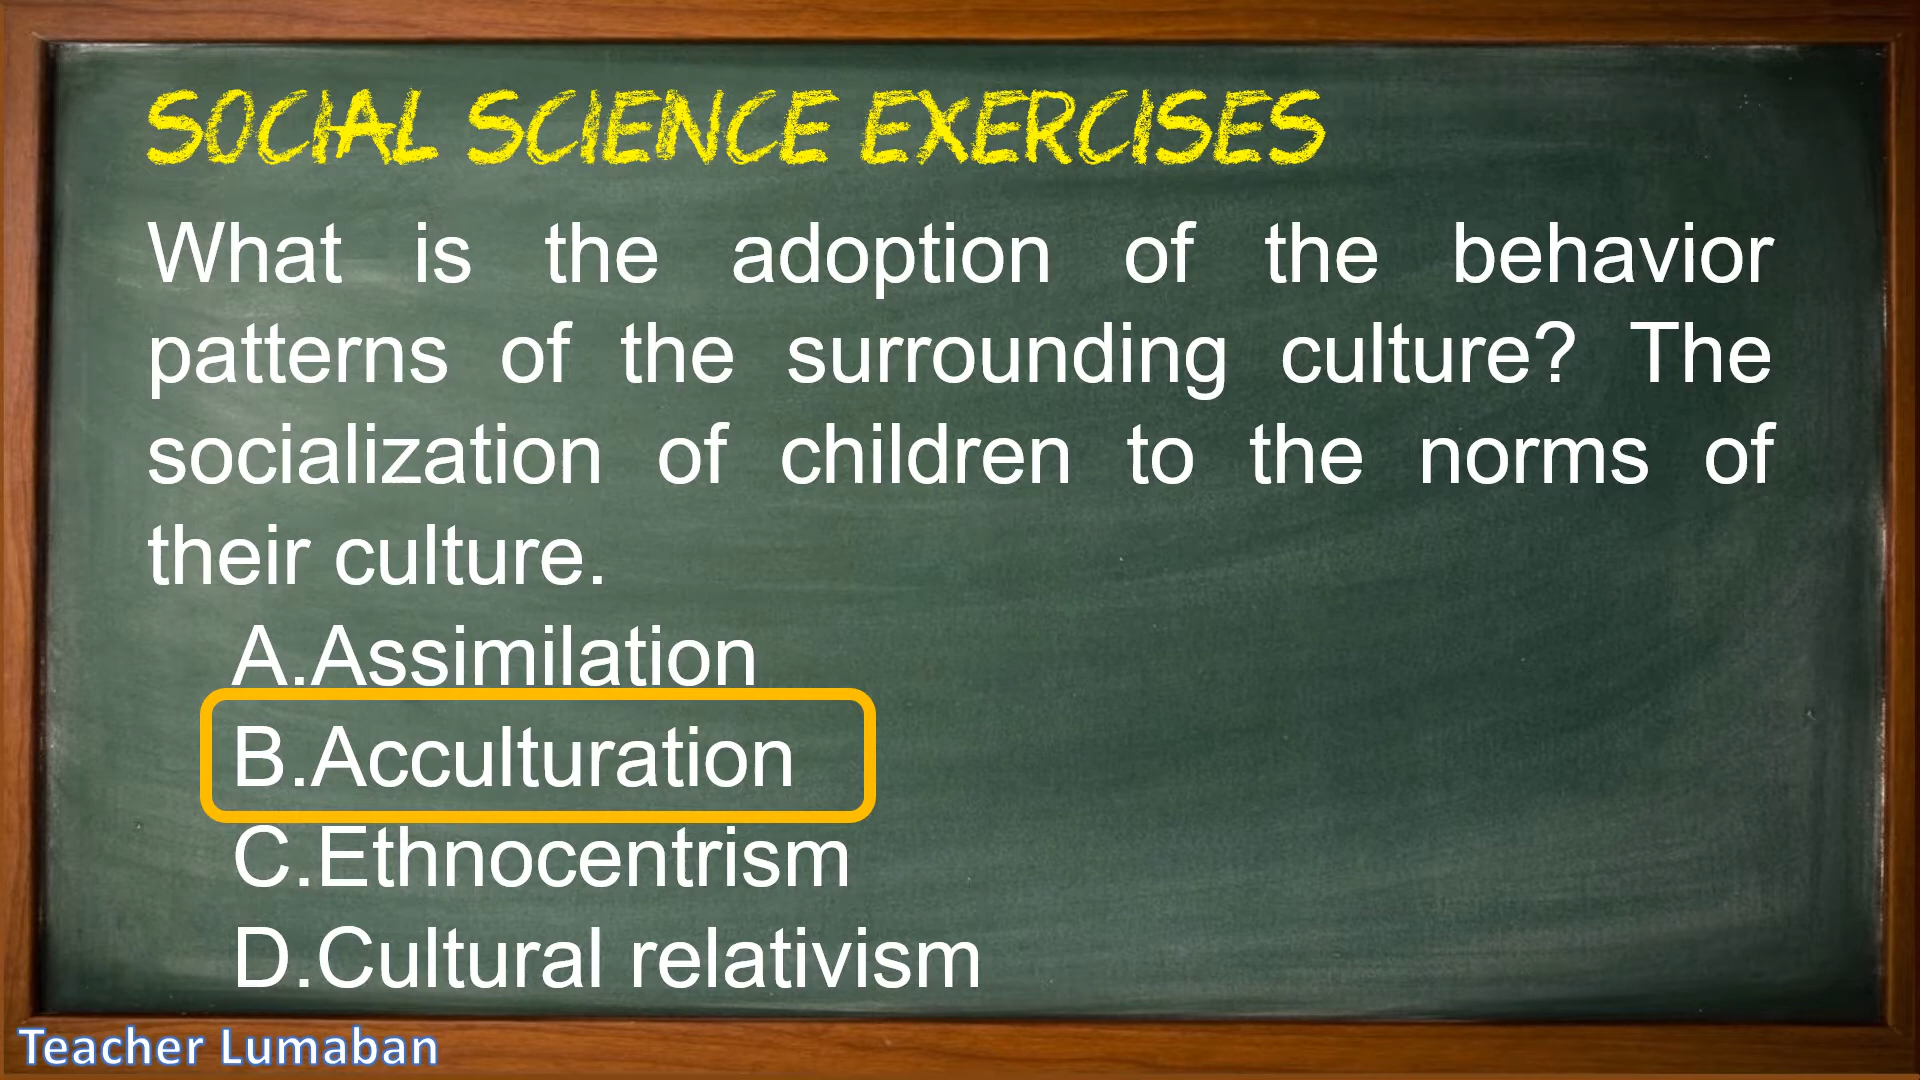 SOCIAL SCIENCE EXERCISES
What is the adoption of the behavior
patterns of the surrounding culture? The
socialization of children to the norms of
their culture.
A.Assimilation
B.Acculturation
C.Ethnocentrism
D.Cultural relativism
Teacher Lumaban